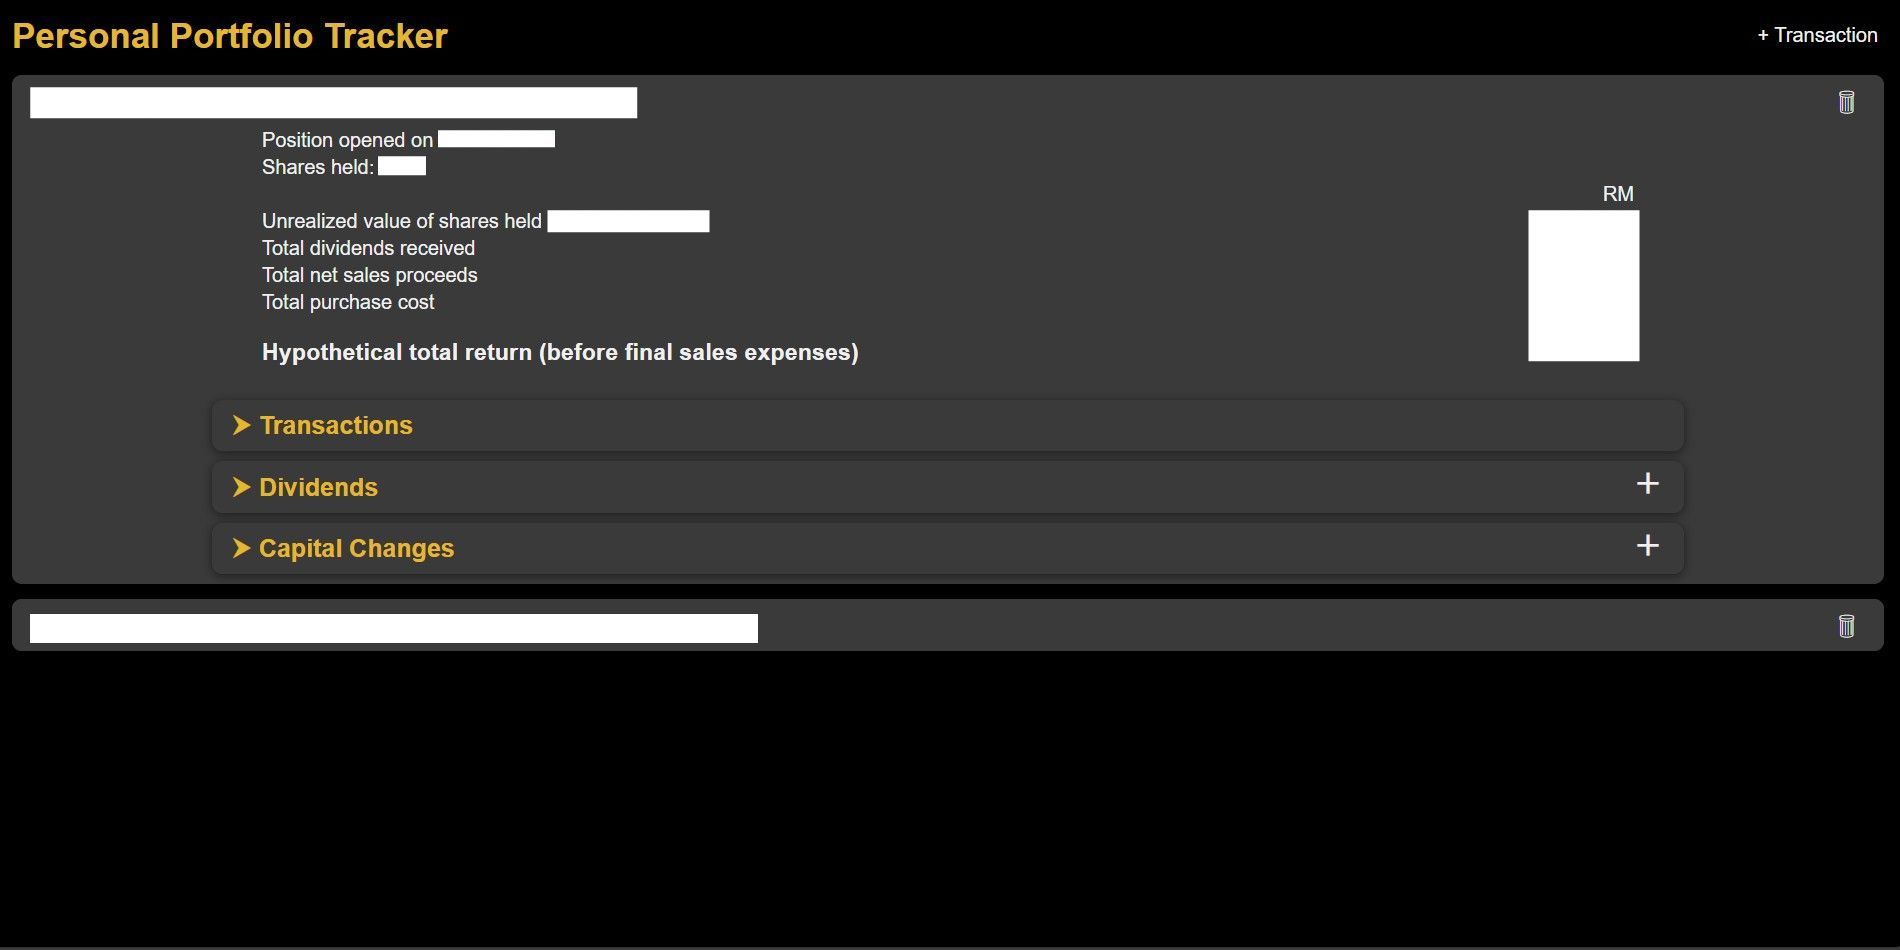 Personal Portfolio Tracker
+ Transaction
Position opened on
Shares held:
RM
Unrealized value of shares held
Total dividends received
Total net sales proceeds
Total purchase cost
Hypothetical total return (before final sales expenses)
Transactions
Dividends
Capital Changes